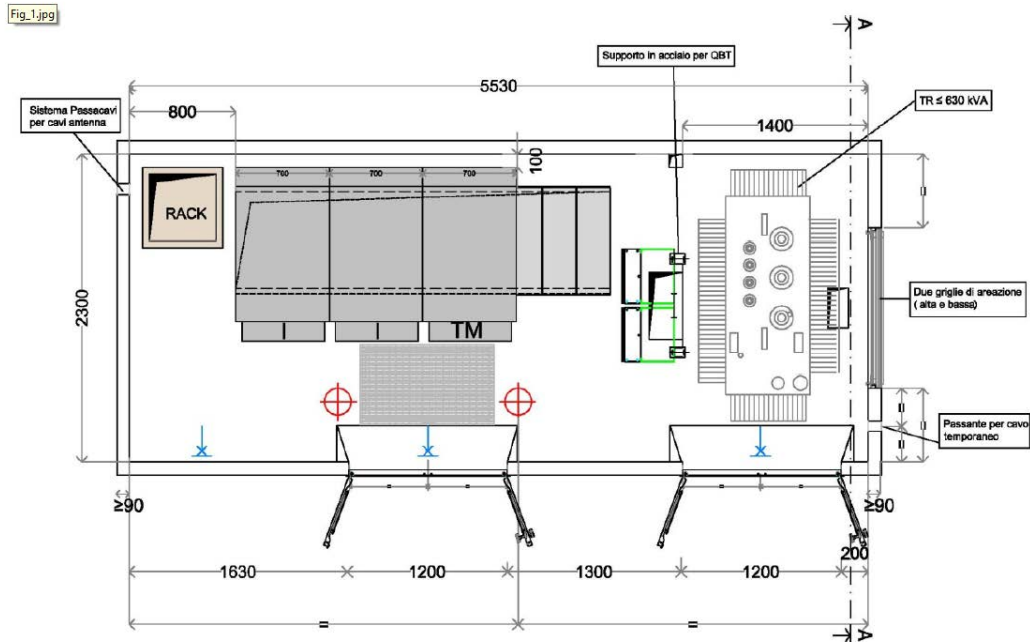 Fig_1.jpg
A
Supporto in acciaio per QBT
5530
Sistema Passacavi
per cavi antenna
800
1400
TR ≤ 630 kVA
100
700
700
700
=
RACK
2300
Due griglie di areazione
( alta e bassa)
I
I
TM
=
=
=
Passante per cavo
temporaneo
=
=
=
=
≥90
≥90
200
1630
1200
1300
1200
=
=
A